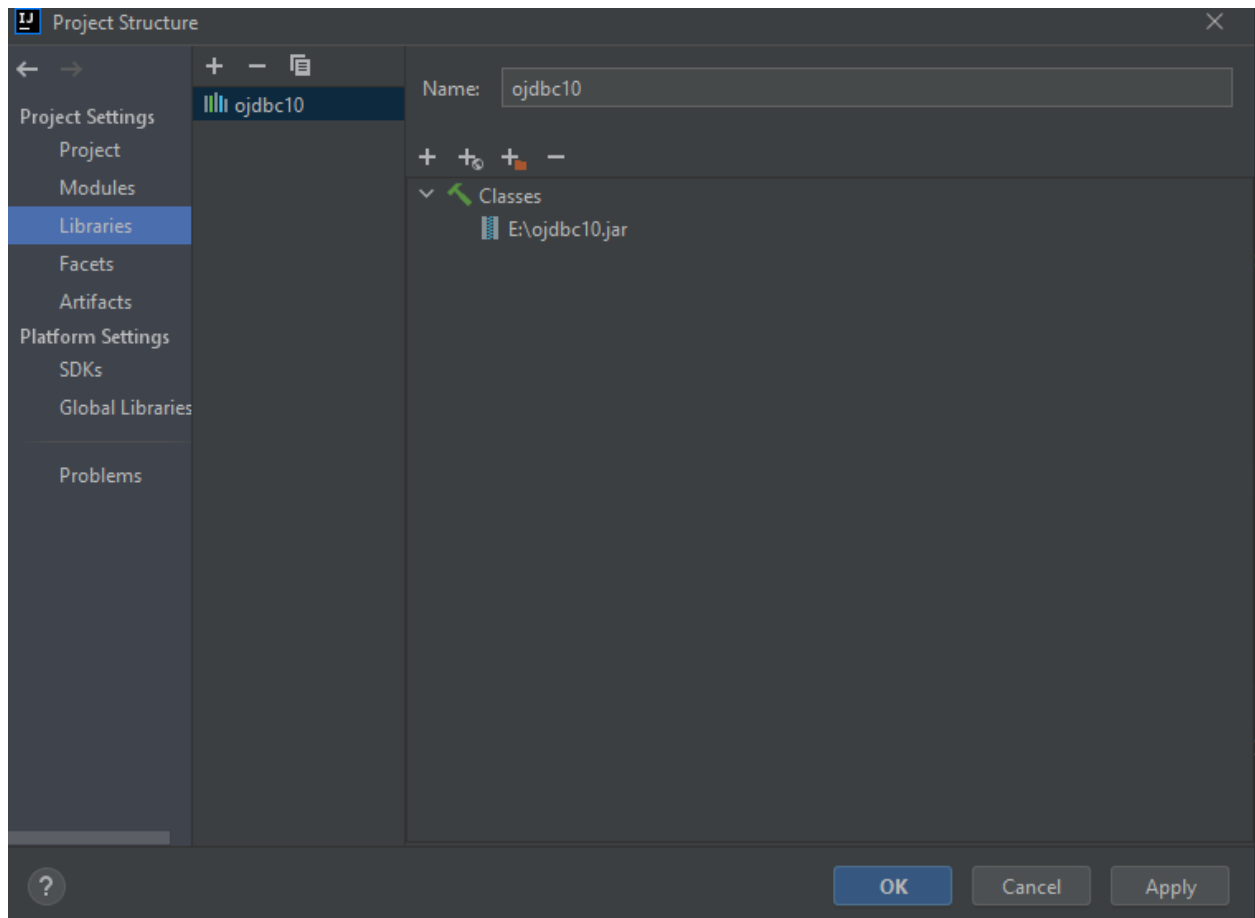 IJ Project Structure
Project Settings
Project
Modules
Libraries
Facets
Artifacts
Platform Settings
SDKs
Global Libraries
Problems
ojdbc10
Name: ojdbc10
Classes
E:\ojdbc10.jar
?
OK Cancel Apply